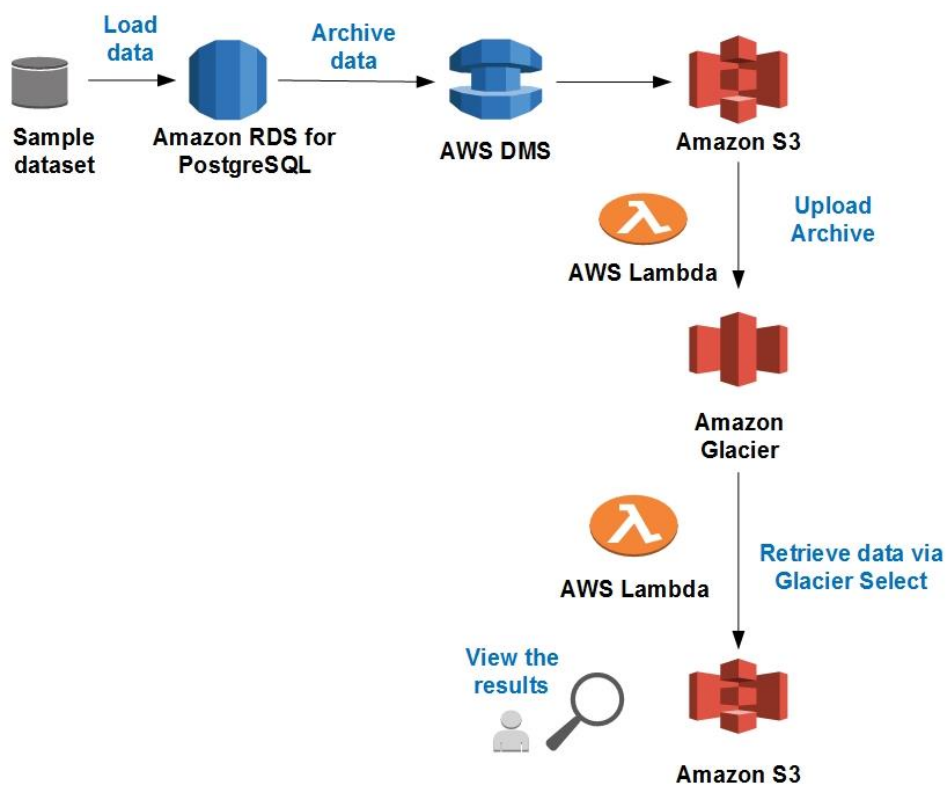 Load
data
Archive
data
Sample
dataset
Amazon RDS for
PostgreSQL
AWS DMS
Amazon S3
Upload
Archive
AWS Lambda
Amazon
Glacier
Retrieve data via
Glacier Select
AWS Lambda
View the
results
Amazon S3